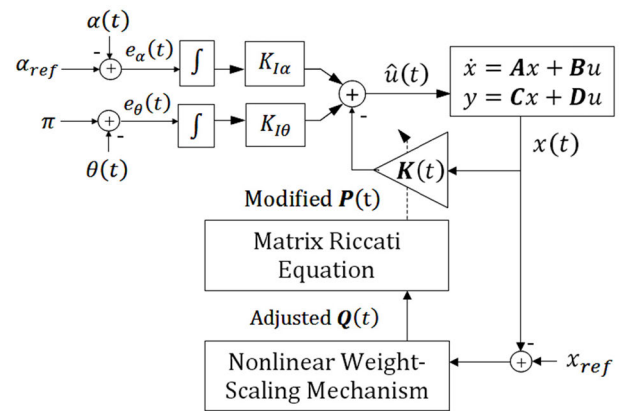 α(t)
-
α_ref
+
e_α(t)
∫
K_Iα
π
+
-
e_θ(t)
∫
K_Iθ
θ(t)
+
-
û(t)
ẋ = Ax + Bu
y = Cx + Du
x(t)
K(t)
Modified P(t)
Matrix Riccati
Equation
Adjusted Q(t)
Nonlinear Weight-
Scaling Mechanism
-
+
x_ref